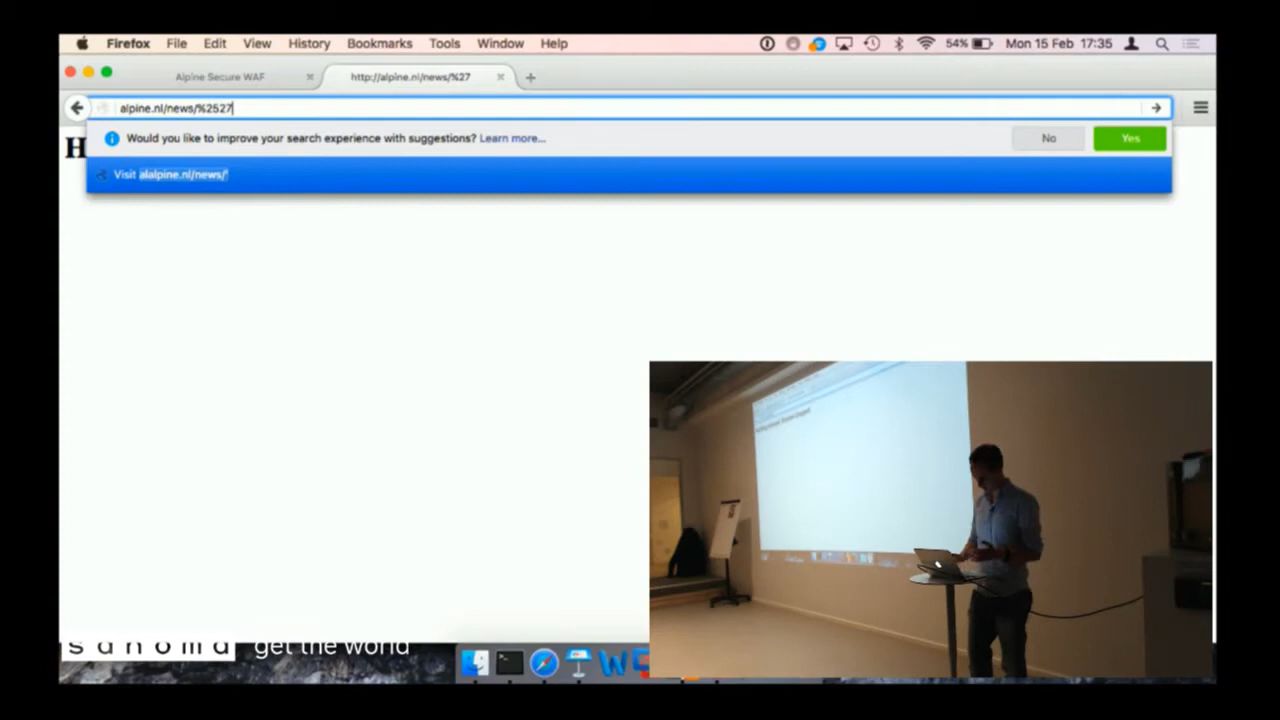 Firefox File Edit View History Bookmarks Tools Window Help 54% Mon 15 Feb 17:35
Alpine Secure WAF http://alpine.nl/news/%27
alpine.nl/news/%2527
Would you like to improve your search experience with suggestions? Learn more... No Yes
H
Visit alalpine.nl/news/'
sanoma get the world